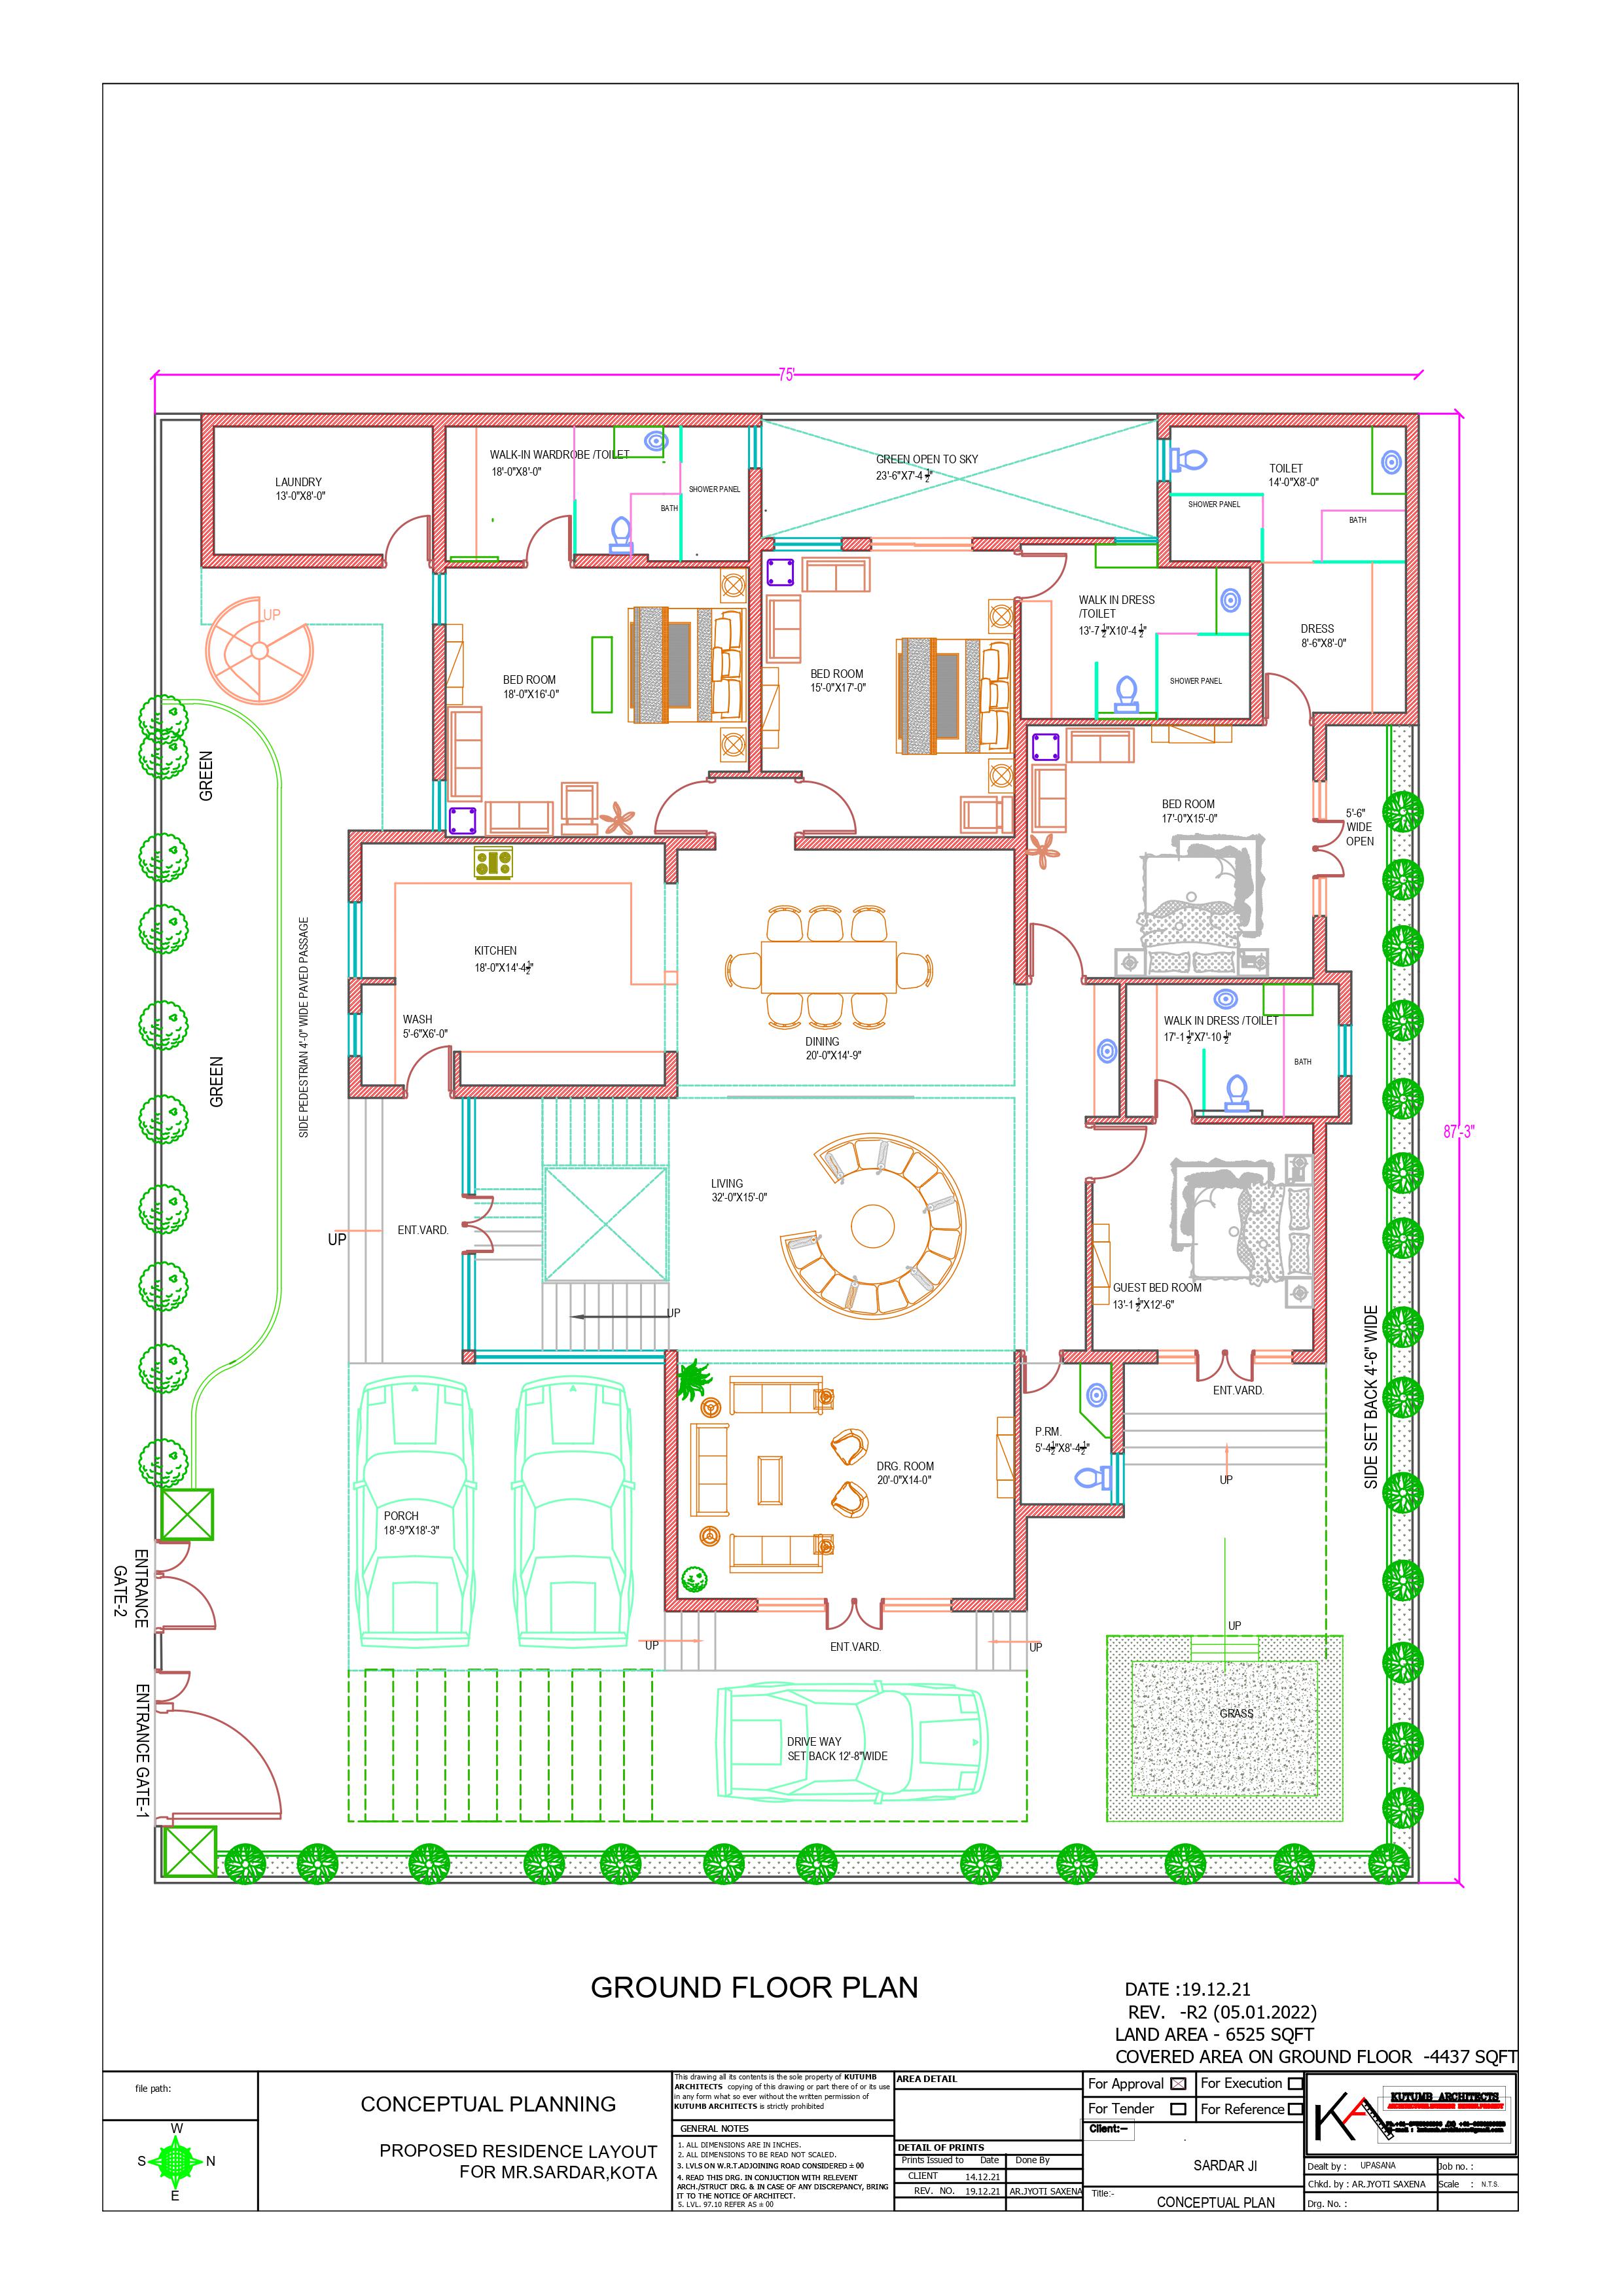 75'
LAUNDRY
13'-0"X8'-0"
WALK-IN WARDROBE /TOILET
18'-0"X8'-0"
SHOWER PANEL
BATH
GREEN OPEN TO SKY
23'-6"X7'-4 1/2"
TOILET
14'-0"X8'-0"
SHOWER PANEL
BATH
UP
WALK IN DRESS
/TOILET
13'-7 1/2"X10'-4 1/2"
SHOWER PANEL
DRESS
8'-6"X8'-0"
BED ROOM
18'-0"X16'-0"
BED ROOM
15'-0"X17'-0"
GREEN
BED ROOM
17'-0"X15'-0"
5'-6"
WIDE
OPEN
SIDE PEDESTRIAN 4'-0" WIDE PAVED PASSAGE
KITCHEN
18'-0"X14'-4 1/2"
WASH
5'-6"X6'-0"
DINING
20'-0"X14'-9"
WALK IN DRESS /TOILET
17'-1 1/2"X7'-10 1/2"
BATH
GREEN
87'-3"
LIVING
32'-0"X15'-0"
UP
ENT.VARD.
UP
GUEST BED ROOM
13'-1 1/2"X12'-6"
SIDE SET BACK 4'-6" WIDE
ENT.VARD.
P.RM.
5'-4 1/2"X8'-4 1/2"
UP
DRG. ROOM
20'-0"X14-0"
PORCH
18'-9"X18'-3"
ENTRANCE
GATE-2
UP
ENT.VARD.
UP
UP
ENTRANCE GATE-1
GRASS
DRIVE WAY
SET BACK 12'-8"WIDE
GROUND FLOOR PLAN
DATE :19.12.21
REV. -R2 (05.01.2022)
LAND AREA - 6525 SQFT
COVERED AREA ON GROUND FLOOR -4437 SQFT
file path:
W
S N
E
CONCEPTUAL PLANNING
PROPOSED RESIDENCE LAYOUT
FOR MR.SARDAR,KOTA
This drawing all its contents is the sole property of KUTUMB
ARCHITECTS copying of this drawing or part there of or its use
in any form what so ever without the written permission of
KUTUMB ARCHITECTS is strictly prohibited
GENERAL NOTES
1. ALL DIMENSIONS ARE IN INCHES.
2. ALL DIMENSIONS TO BE READ NOT SCALED.
3. LVLS ON W.R.T.ADJOINING ROAD CONSIDERED ± 00
4. READ THIS DRG. IN CONJUCTION WITH RELEVENT
ARCH./STRUCT DRG. & IN CASE OF ANY DISCREPANCY, BRING
IT TO THE NOTICE OF ARCHITECT.
5. LVL. 97.10 REFER AS ± 00
AREA DETAIL
DETAIL OF PRINTS
Prints Issued to Date Done By
CLIENT 14.12.21
REV. NO. 19.12.21 AR.JYOTI SAXENA
For Approval For Execution
For Tender For Reference
Client:—
SARDAR JI
Title:-
CONCEPTUAL PLAN
KA
KUTUMB ARCHITECTS
Dealt by : UPASANA Job no. :
Chkd. by : AR.JYOTI SAXENA Scale : N.T.S.
Drg. No. :